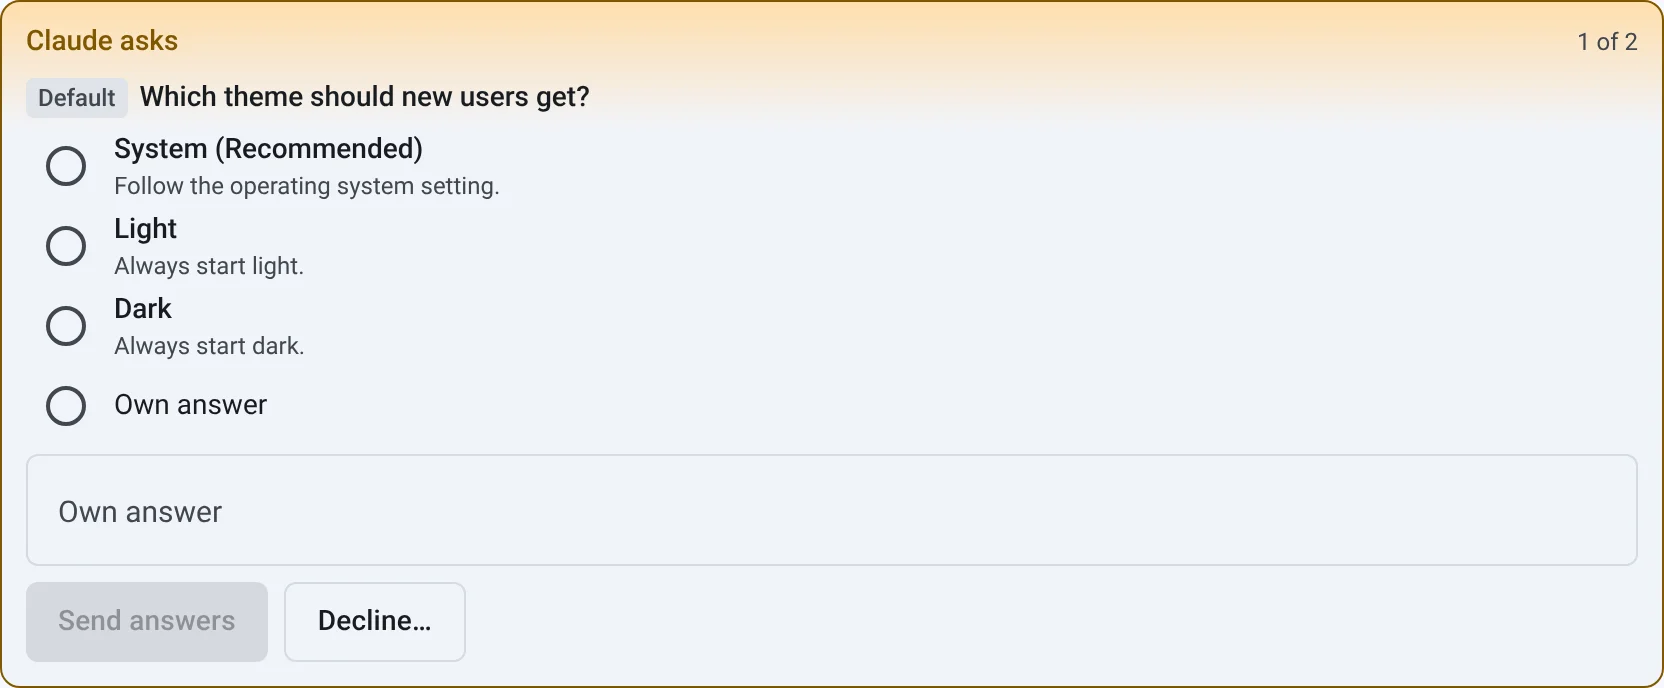 Claude asks
1 of 2
Default Which theme should new users get?
System (Recommended)
Follow the operating system setting.
Light
Always start light.
Dark
Always start dark.
Own answer
Own answer
Send answers Decline…